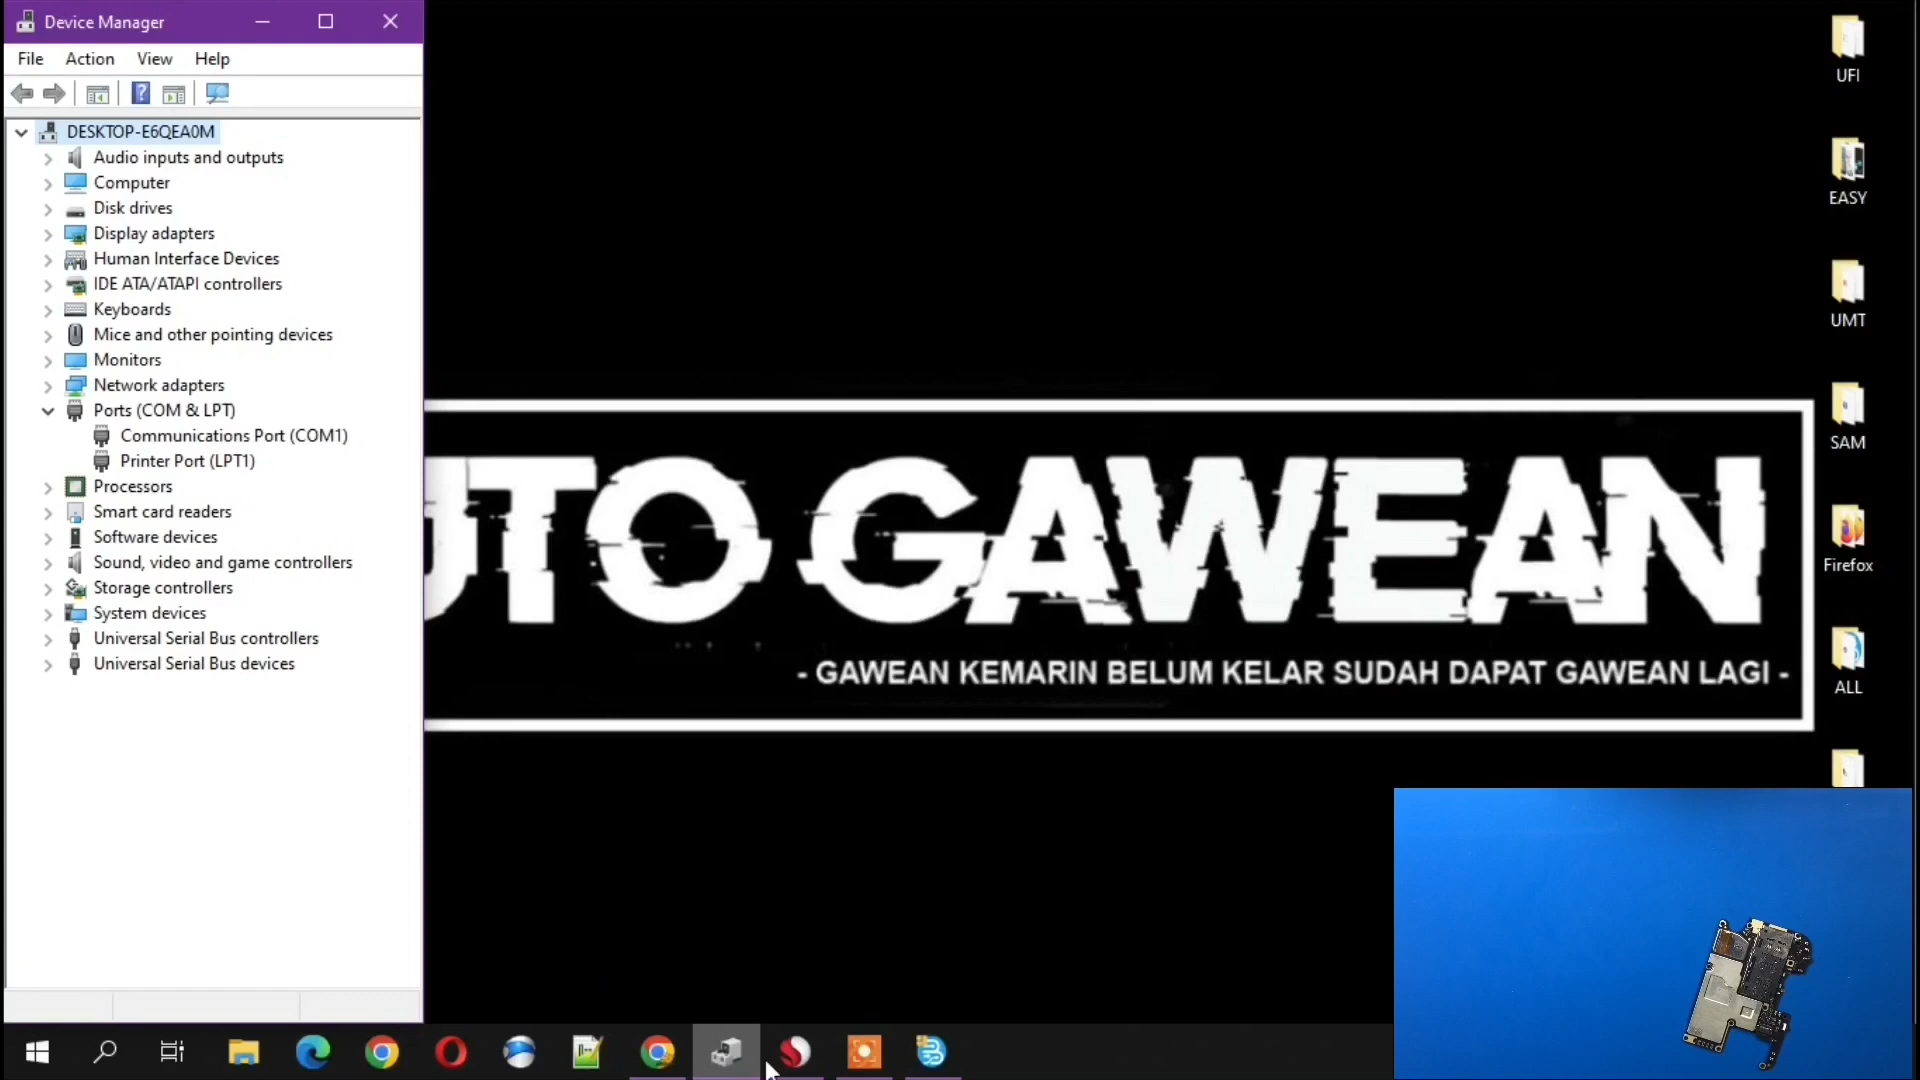 Device Manager
File Action View Help
DESKTOP-E6QEA0M
Audio inputs and outputs
Computer
Disk drives
Display adapters
Human Interface Devices
IDE ATA/ATAPI controllers
Keyboards
Mice and other pointing devices
Monitors
Network adapters
Ports (COM & LPT)
Communications Port (COM1)
Printer Port (LPT1)
Processors
Smart card readers
Software devices
Sound, video and game controllers
Storage controllers
System devices
Universal Serial Bus controllers
Universal Serial Bus devices
UTO GAWEAN
- GAWEAN KEMARIN BELUM KELAR SUDAH DAPAT GAWEAN LAGI -
UFI
EASY
UMT
SAM
Firefox
ALL